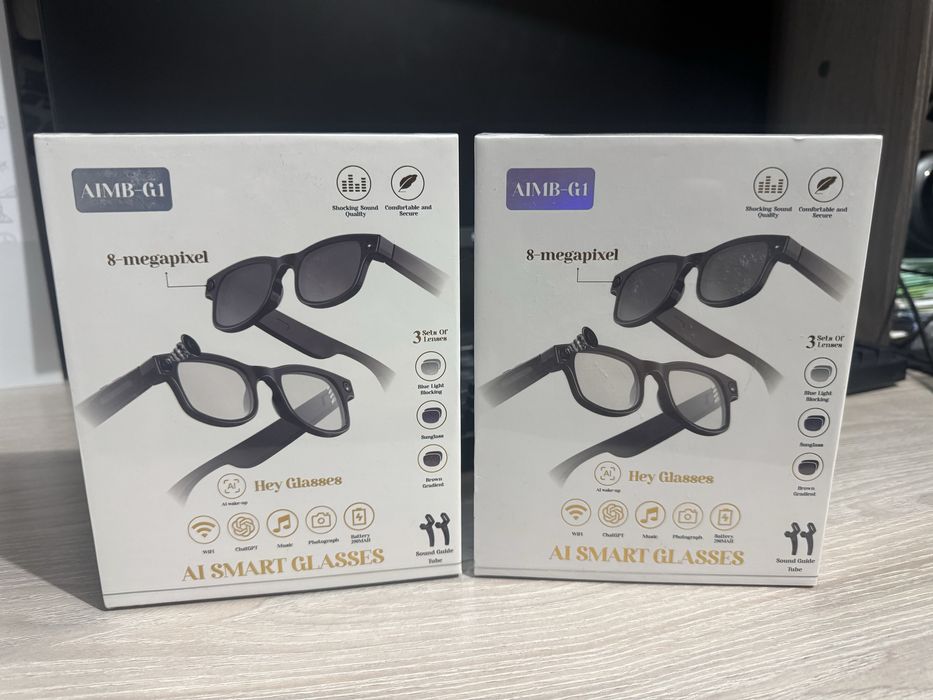 AIMB-G1
Shocking Sound
Quality
Comfortable and
Secure
8-megapixel
3 Sets Of
Lenses
Blue Light
Blocking
Sunglass
Brown
Gradient
AI
Hey Glasses
AI wake-up
WiFi
ChatGPT
Music
Photograph
Battery
290MAH
Sound Guide
Tube
AI SMART GLASSES
AIMB-G1
Shocking Sound
Quality
Comfortable and
Secure
8-megapixel
3 Sets Of
Lenses
Blue Light
Blocking
Sunglass
Brown
Gradient
AI
Hey Glasses
AI wake-up
WiFi
ChatGPT
Music
Photograph
Battery
290MAH
Sound Guide
Tube
AI SMART GLASSES